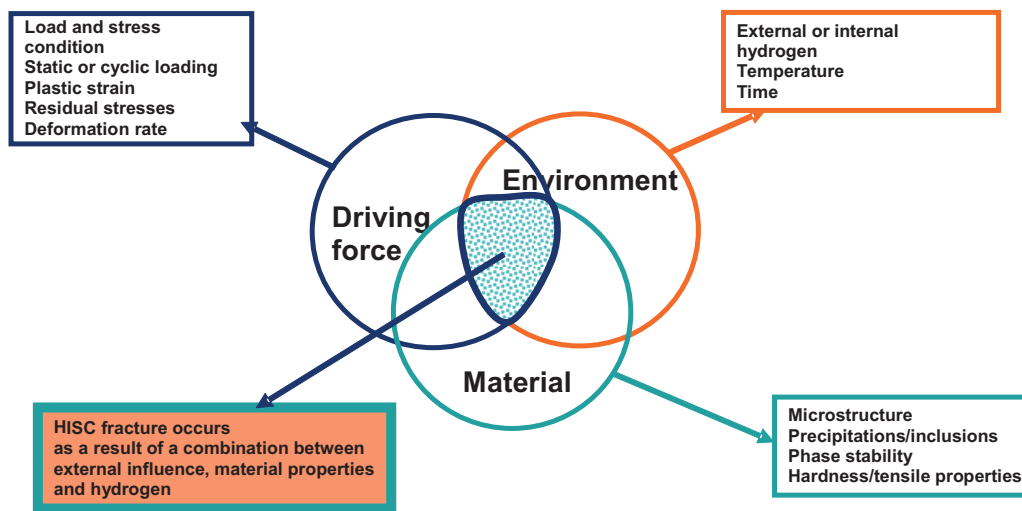 Load and stress
condition
Static or cyclic loading
Plastic strain
Residual stresses
Deformation rate
External or internal
hydrogen
Temperature
Time
Environment
Driving
force
Material
HISC fracture occurs
as a result of a combination between
external influence, material properties
and hydrogen
Microstructure
Precipitations/inclusions
Phase stability
Hardness/tensile properties